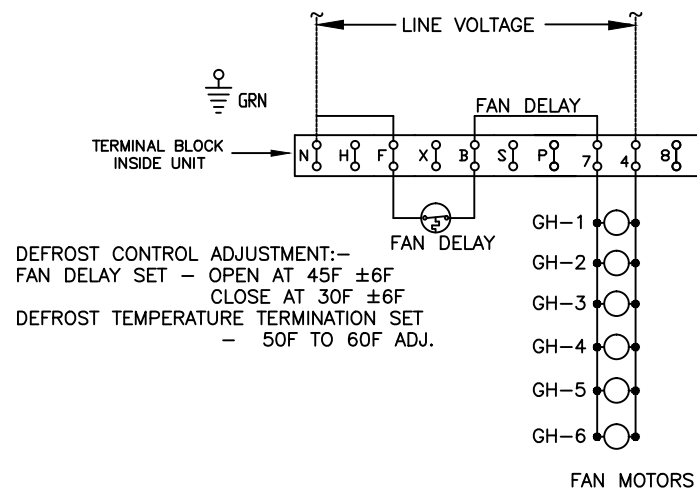 LINE VOLTAGE
GRN
FAN DELAY
TERMINAL BLOCK
INSIDE UNIT
N H F X B S P 7 4 8
FAN DELAY
GH-1
DEFROST CONTROL ADJUSTMENT:-
FAN DELAY SET - OPEN AT 45F ±6F
CLOSE AT 30F ±6F
DEFROST TEMPERATURE TERMINATION SET
- 50F TO 60F ADJ.
GH-2
GH-3
GH-4
GH-5
GH-6
FAN MOTORS